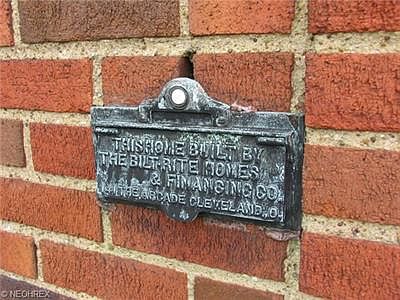 THIS HOME BUILT BY
THE BILT-RITE HOMES
& FINANCING CO.
THE ARCADE CLEVELAND, O.
© NEOHREX